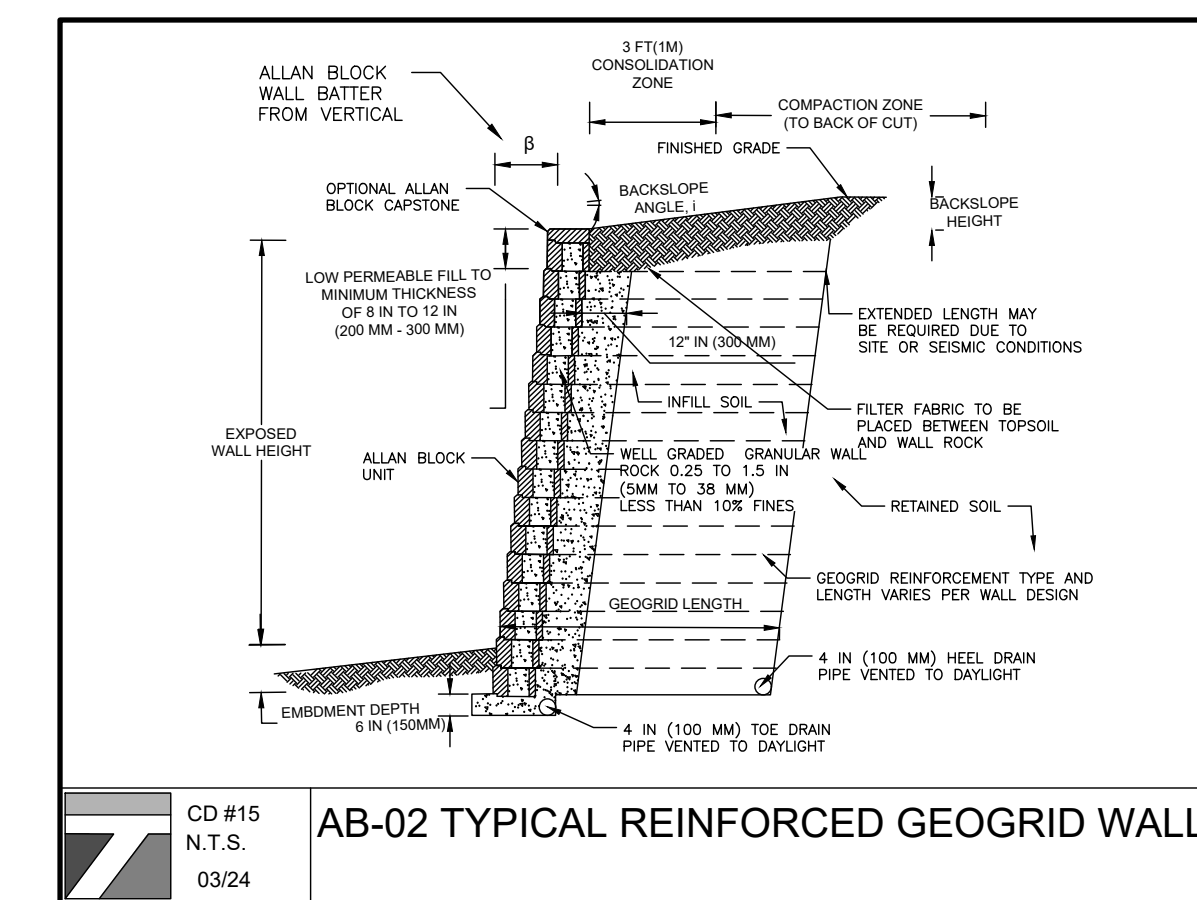 3 FT(1M)
CONSOLIDATION
ZONE
ALLAN BLOCK
WALL BATTER
FROM VERTICAL
COMPACTION ZONE
(TO BACK OF CUT)
β
FINISHED GRADE
OPTIONAL ALLAN
BLOCK CAPSTONE
BACKSLOPE
ANGLE, i
BACKSLOPE
HEIGHT
LOW PERMEABLE FILL TO
MINIMUM THICKNESS
OF 8 IN TO 12 IN
(200 MM - 300 MM)
EXTENDED LENGTH MAY
BE REQUIRED DUE TO
SITE OR SEISMIC CONDITIONS
12" IN (300 MM)
INFILL SOIL
FILTER FABRIC TO BE
PLACED BETWEEN TOPSOIL
AND WALL ROCK
EXPOSED
WALL HEIGHT
ALLAN BLOCK
UNIT
WELL GRADED GRANULAR WALL
ROCK 0.25 TO 1.5 IN
(5MM TO 38 MM)
LESS THAN 10% FINES
RETAINED SOIL
GEOGRID REINFORCEMENT TYPE AND
LENGTH VARIES PER WALL DESIGN
GEOGRID LENGTH
4 IN (100 MM) HEEL DRAIN
PIPE VENTED TO DAYLIGHT
EMBDMENT DEPTH
6 IN (150MM)
4 IN (100 MM) TOE DRAIN
PIPE VENTED TO DAYLIGHT
CD #15
N.T.S.
03/24
AB-02 TYPICAL REINFORCED GEOGRID WALL